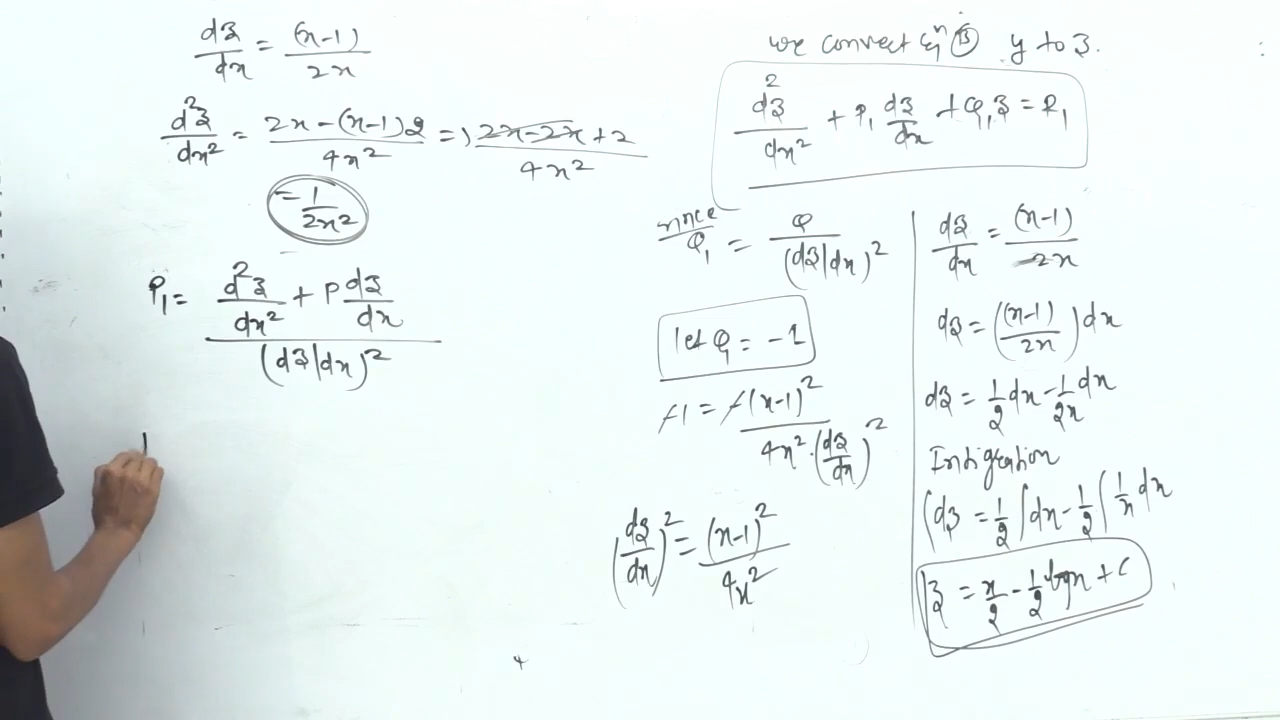 dz/dx = (x-1)/2x
d²z/dx² = (2x-(x-1)2)/4x² = (2x-2x+2)/4x²
= 1/2x²
P₁ = (d²z/dx² + P dz/dx)/(dz/dx)²
we convert eqⁿ (B) y to z.
d²z/dx² + P₁ dz/dx + Q₁z = R₁
since
Q₁ = Q/(dz/dx)²
let Q₁ = -1
-1 = -(x-1)²/4x².(dz/dx)²
(dz/dx)² = (x-1)²/4x²
dz/dx = (x-1)/2x
dz = ((x-1)/2x)dx
dz = 1/2 dx - 1/2x dx
Intigration
∫dz = 1/2 ∫dx - 1/2 ∫1/x dx
z = x/2 - 1/2 logx + C